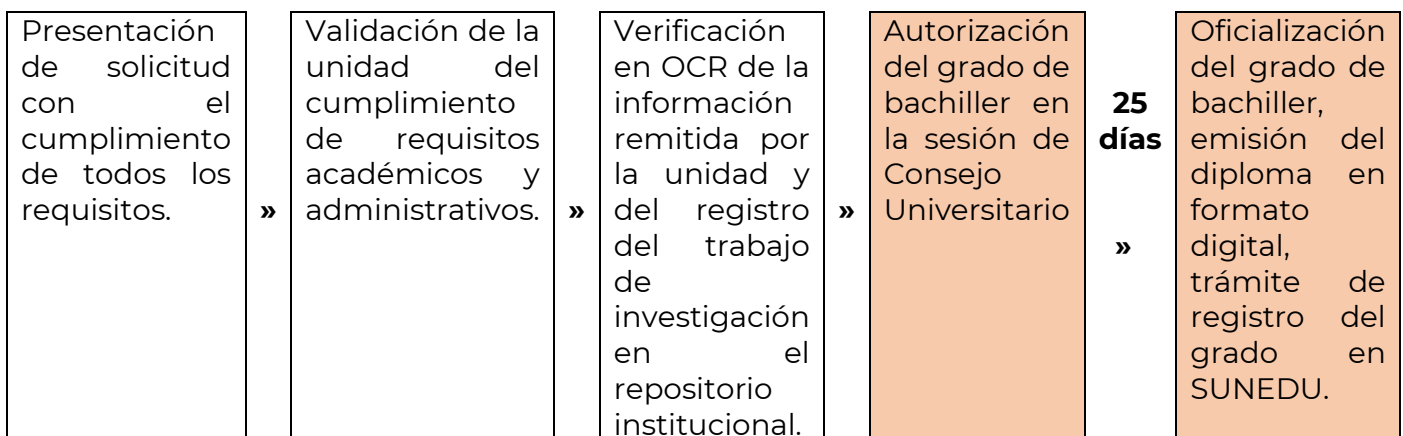 Presentación
de solicitud
con el
cumplimiento
de todos los
requisitos.
»
Validación de la
unidad del
cumplimiento
de requisitos
académicos y
administrativos.
»
Verificación
en OCR de la
información
remitida por
la unidad y
del registro
del trabajo
de
investigación
en el
repositorio
institucional.
»
Autorización
del grado de
bachiller en
la sesión de
Consejo
Universitario
25
días
»
Oficialización
del grado de
bachiller,
emisión del
diploma en
formato
digital,
trámite de
registro del
grado en
SUNEDU.